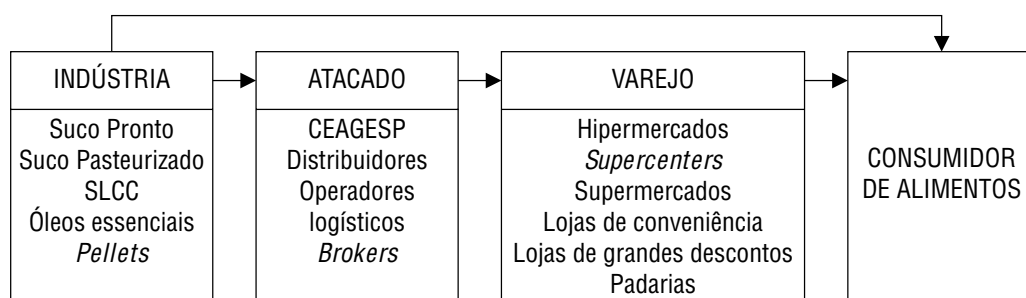 INDÚSTRIA
Suco Pronto
Suco Pasteurizado
SLCC
Óleos essenciais
Pellets
ATACADO
CEAGESP
Distribuidores
Operadores
logísticos
Brokers
VAREJO
Hipermercados
Supercenters
Supermercados
Lojas de conveniência
Lojas de grandes descontos
Padarias
CONSUMIDOR
DE ALIMENTOS